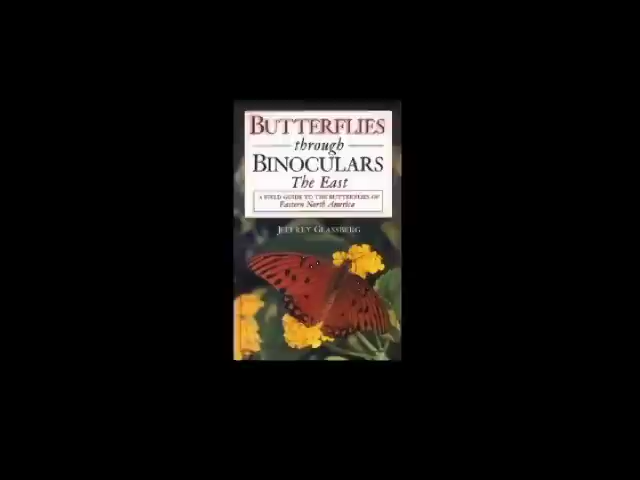 BUTTERFLIES
through
BINOCULARS
The East
A FIELD GUIDE TO THE BUTTERFLIES OF
Eastern North America
JEFFREY GLASSBERG